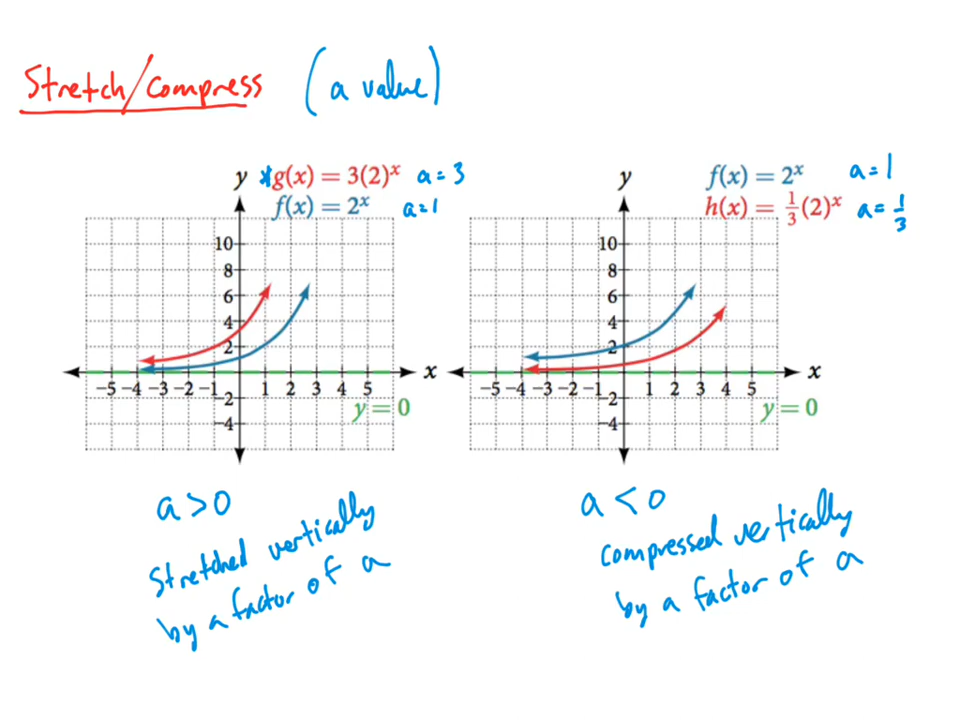 Stretch/Compress (a value)
y *g(x) = 3(2)ˣ a = 3
f(x) = 2ˣ a=1
10
8
6
4
2
-5 -4 -3 -2 -1 1 2 3 4 5 x
-2
-4
y = 0
y f(x) = 2ˣ a = 1
h(x) = 1/3(2)ˣ a = 1/3
10
8
6
4
2
-5 -4 -3 -2 -1 1 2 3 4 5 x
-2
-4
y = 0
a > 0
Stretched vertically
by a factor of a
a < 0
compressed vertically
by a factor of a